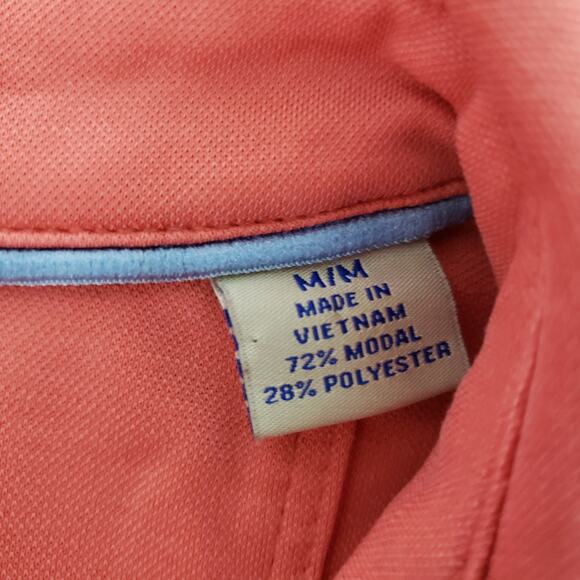 M/M
MADE IN
VIETNAM
72% MODAL
28% POLYESTER